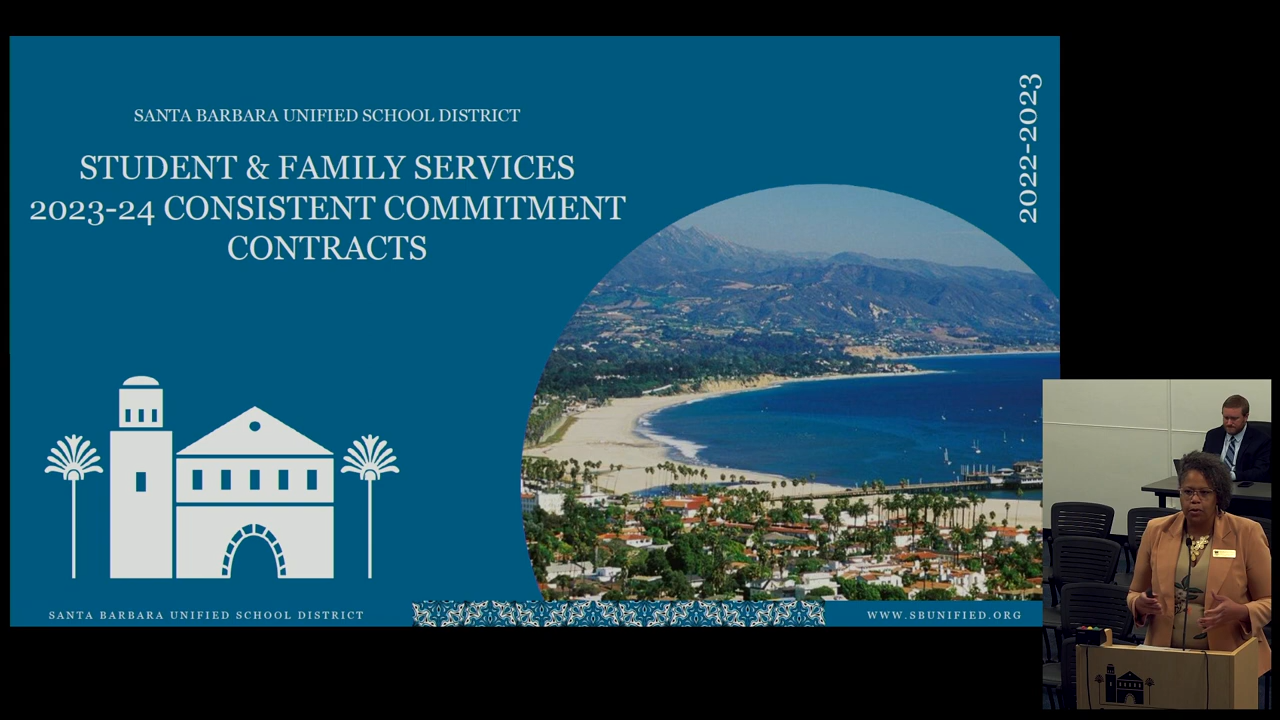 SANTA BARBARA UNIFIED SCHOOL DISTRICT
STUDENT & FAMILY SERVICES
2023-24 CONSISTENT COMMITMENT
CONTRACTS
2022-2023
SANTA BARBARA UNIFIED SCHOOL DISTRICT
WWW.SBUNIFIED.ORG